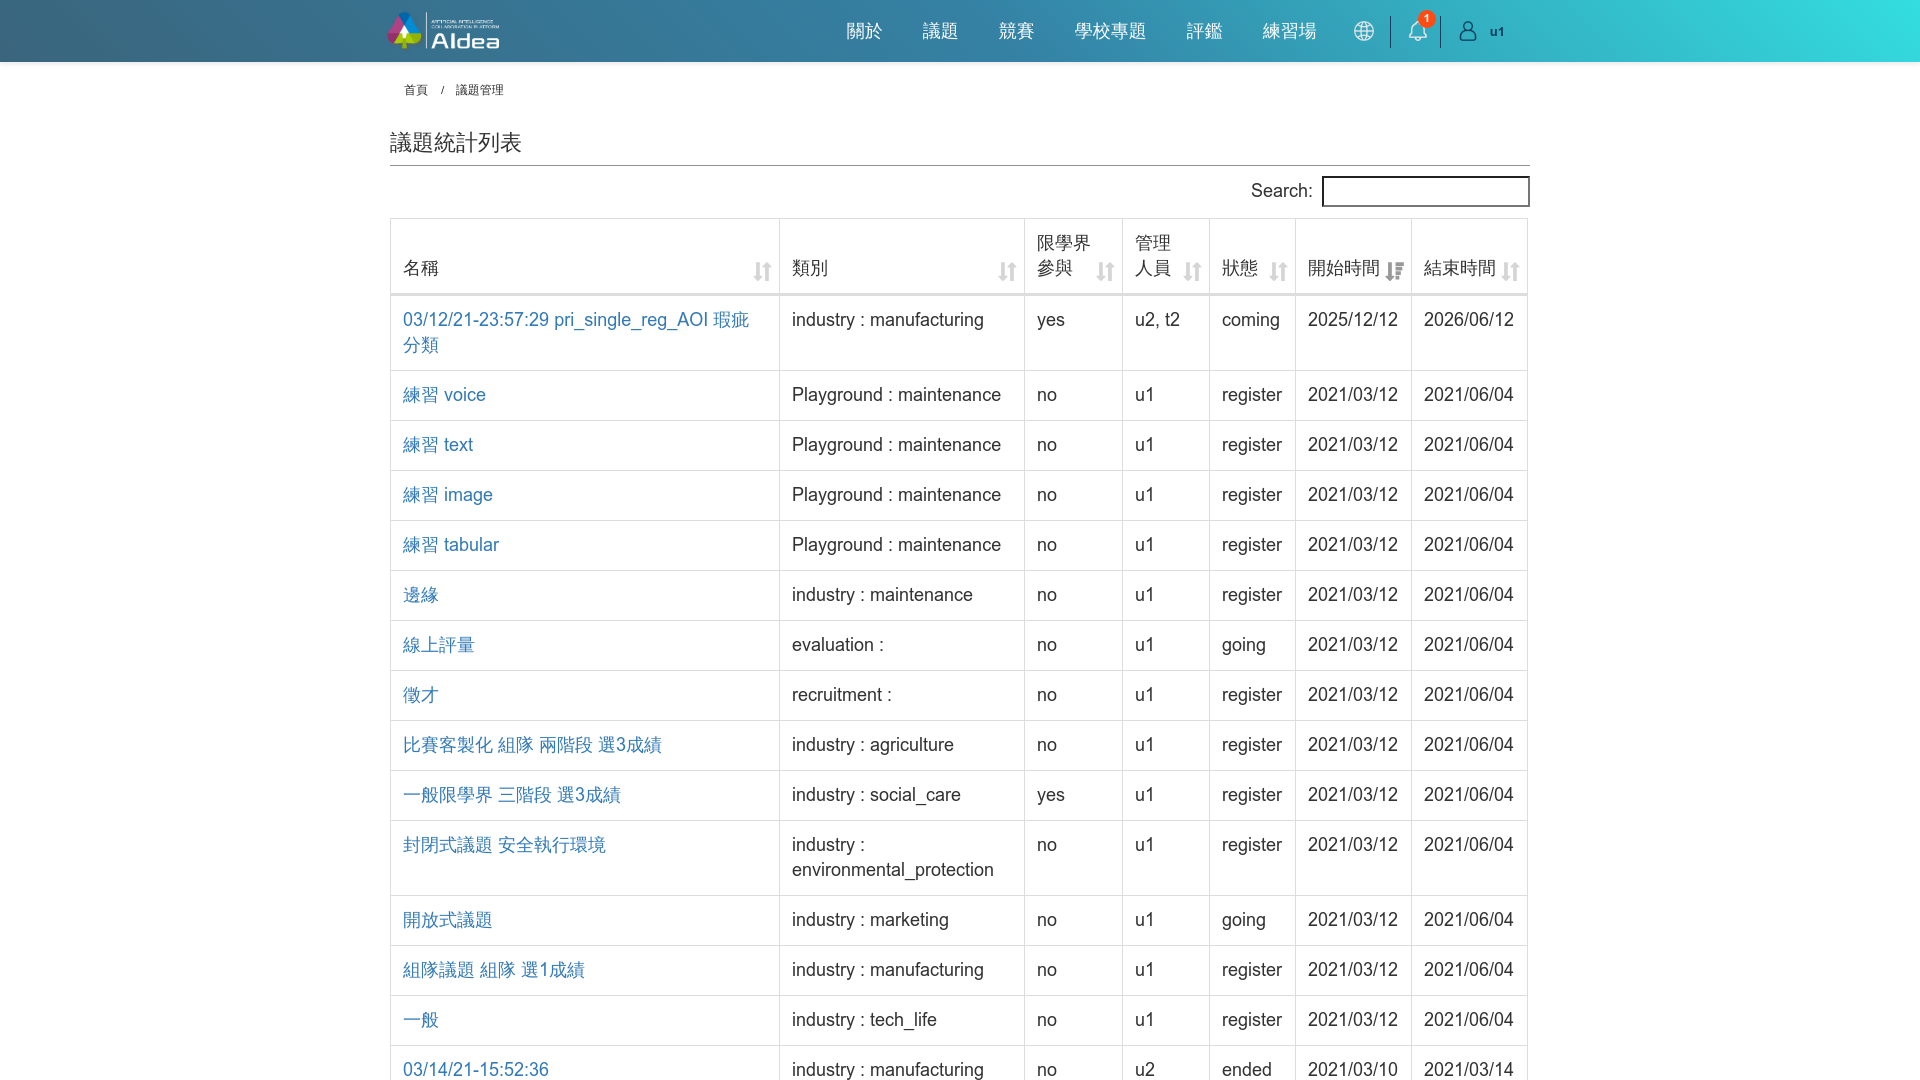 ARTIFICIAL INTELLIGENCE
COLLABORATION PLATFORM
AIdea
關於
議題
競賽
學校專題
評鑑
練習場
1
u1
首頁 / 議題管理
議題統計列表
Search:
名稱 類別 限學界參與 管理人員 狀態 開始時間 結束時間
03/12/21-23:57:29 pri_single_reg_AOI 瑕疵 industry : manufacturing yes u2, t2 coming 2025/12/12 2026/06/12
分類
練習 voice Playground : maintenance no u1 register 2021/03/12 2021/06/04
練習 text Playground : maintenance no u1 register 2021/03/12 2021/06/04
練習 image Playground : maintenance no u1 register 2021/03/12 2021/06/04
練習 tabular Playground : maintenance no u1 register 2021/03/12 2021/06/04
邊緣 industry : maintenance no u1 register 2021/03/12 2021/06/04
線上評量 evaluation : no u1 going 2021/03/12 2021/06/04
徵才 recruitment : no u1 register 2021/03/12 2021/06/04
比賽客製化 組隊 兩階段 選3成績 industry : agriculture no u1 register 2021/03/12 2021/06/04
一般限學界 三階段 選3成績 industry : social_care yes u1 register 2021/03/12 2021/06/04
封閉式議題 安全執行環境 industry : no u1 register 2021/03/12 2021/06/04
environmental_protection
開放式議題 industry : marketing no u1 going 2021/03/12 2021/06/04
組隊議題 組隊 選1成績 industry : manufacturing no u1 register 2021/03/12 2021/06/04
一般 industry : tech_life no u1 register 2021/03/12 2021/06/04
03/14/21-15:52:36 industry : manufacturing no u2 ended 2021/03/10 2021/03/14